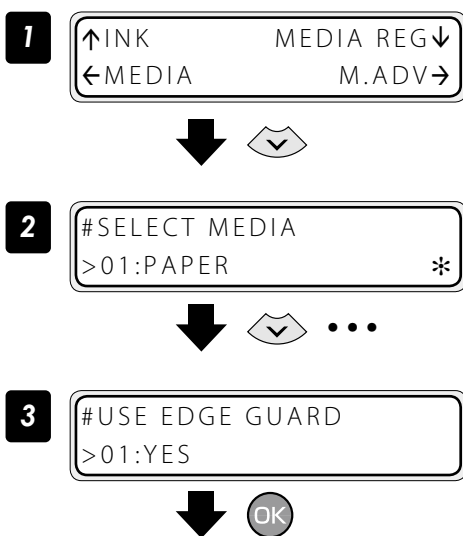 1
↑INK MEDIA REG↓
←MEDIA M.ADV→
2
#SELECT MEDIA
>01:PAPER *
•••
3
#USE EDGE GUARD
>01:YES
OK